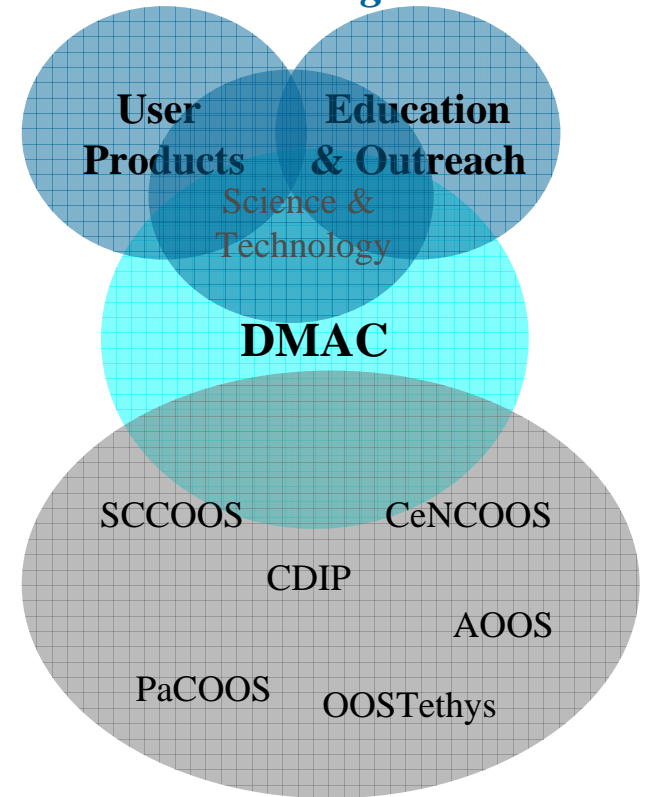 User
Products
Education
& Outreach
Science &
Technology
DMAC
SCCOOS
CeNCOOS
CDIP
AOOS
PaCOOS
OOSTethys